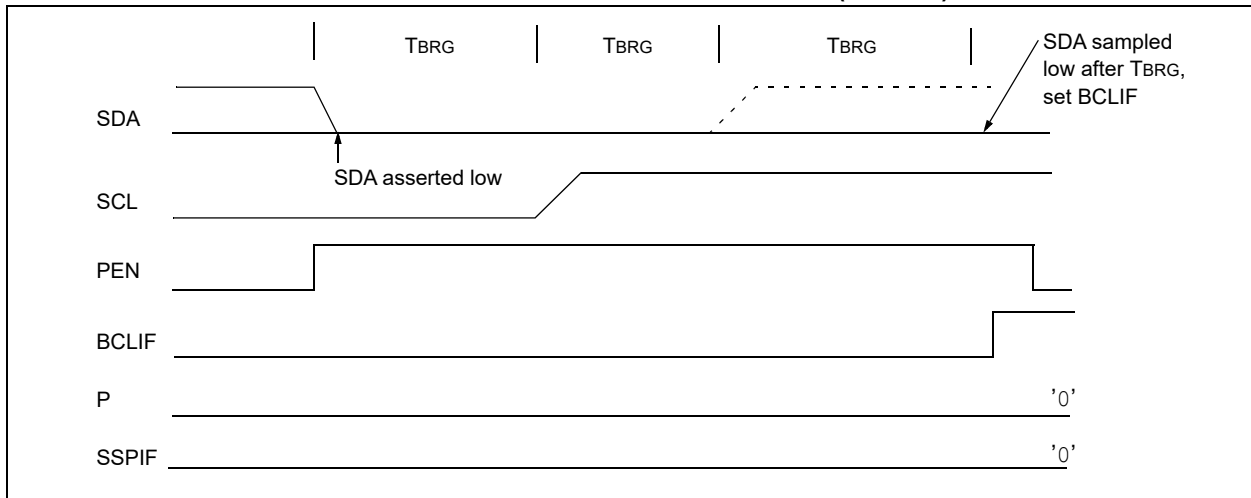 TBRG TBRG TBRG
SDA sampled
low after TBRG,
set BCLIF
SDA
SDA asserted low
SCL
PEN
BCLIF
P '0'
SSPIF '0'